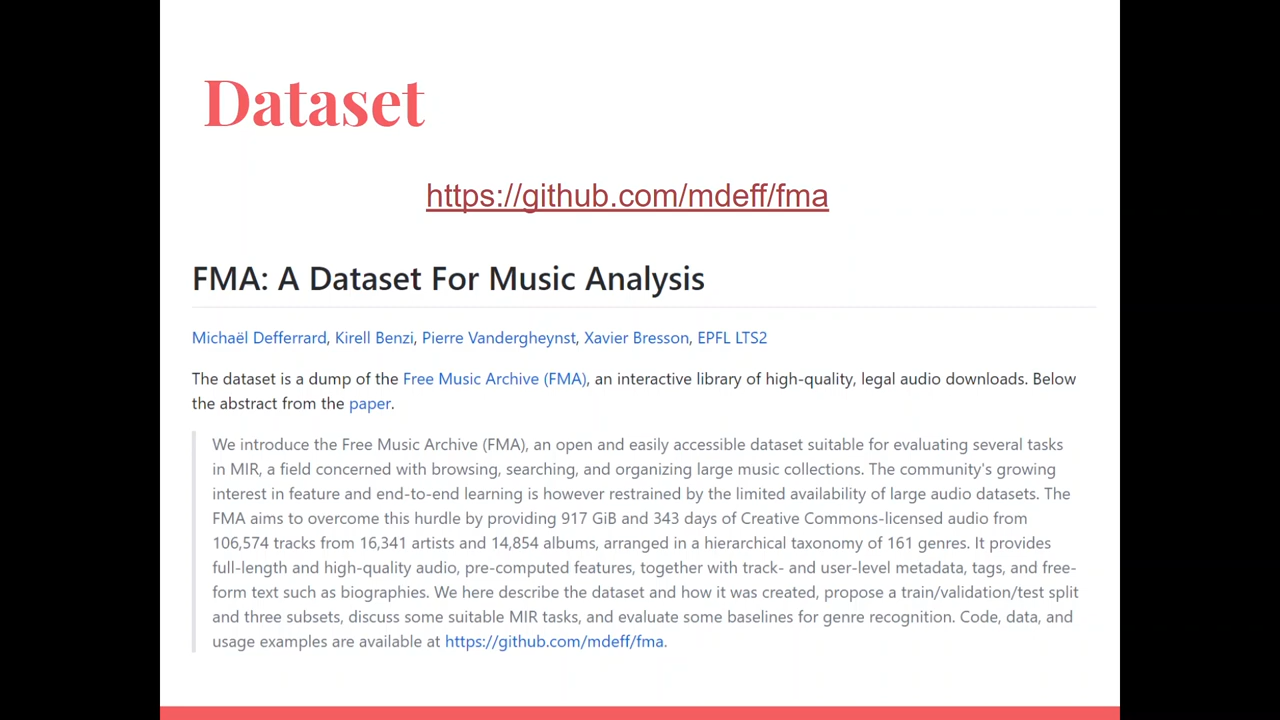 Dataset
https://github.com/mdeff/fma
FMA: A Dataset For Music Analysis
Michaël Defferrard, Kirell Benzi, Pierre Vandergheynst, Xavier Bresson, EPFL LTS2
The dataset is a dump of the Free Music Archive (FMA), an interactive library of high-quality, legal audio downloads. Below
the abstract from the paper.
We introduce the Free Music Archive (FMA), an open and easily accessible dataset suitable for evaluating several tasks
in MIR, a field concerned with browsing, searching, and organizing large music collections. The community's growing
interest in feature and end-to-end learning is however restrained by the limited availability of large audio datasets. The
FMA aims to overcome this hurdle by providing 917 GiB and 343 days of Creative Commons-licensed audio from
106,574 tracks from 16,341 artists and 14,854 albums, arranged in a hierarchical taxonomy of 161 genres. It provides
full-length and high-quality audio, pre-computed features, together with track- and user-level metadata, tags, and free-
form text such as biographies. We here describe the dataset and how it was created, propose a train/validation/test split
and three subsets, discuss some suitable MIR tasks, and evaluate some baselines for genre recognition. Code, data, and
usage examples are available at https://github.com/mdeff/fma.